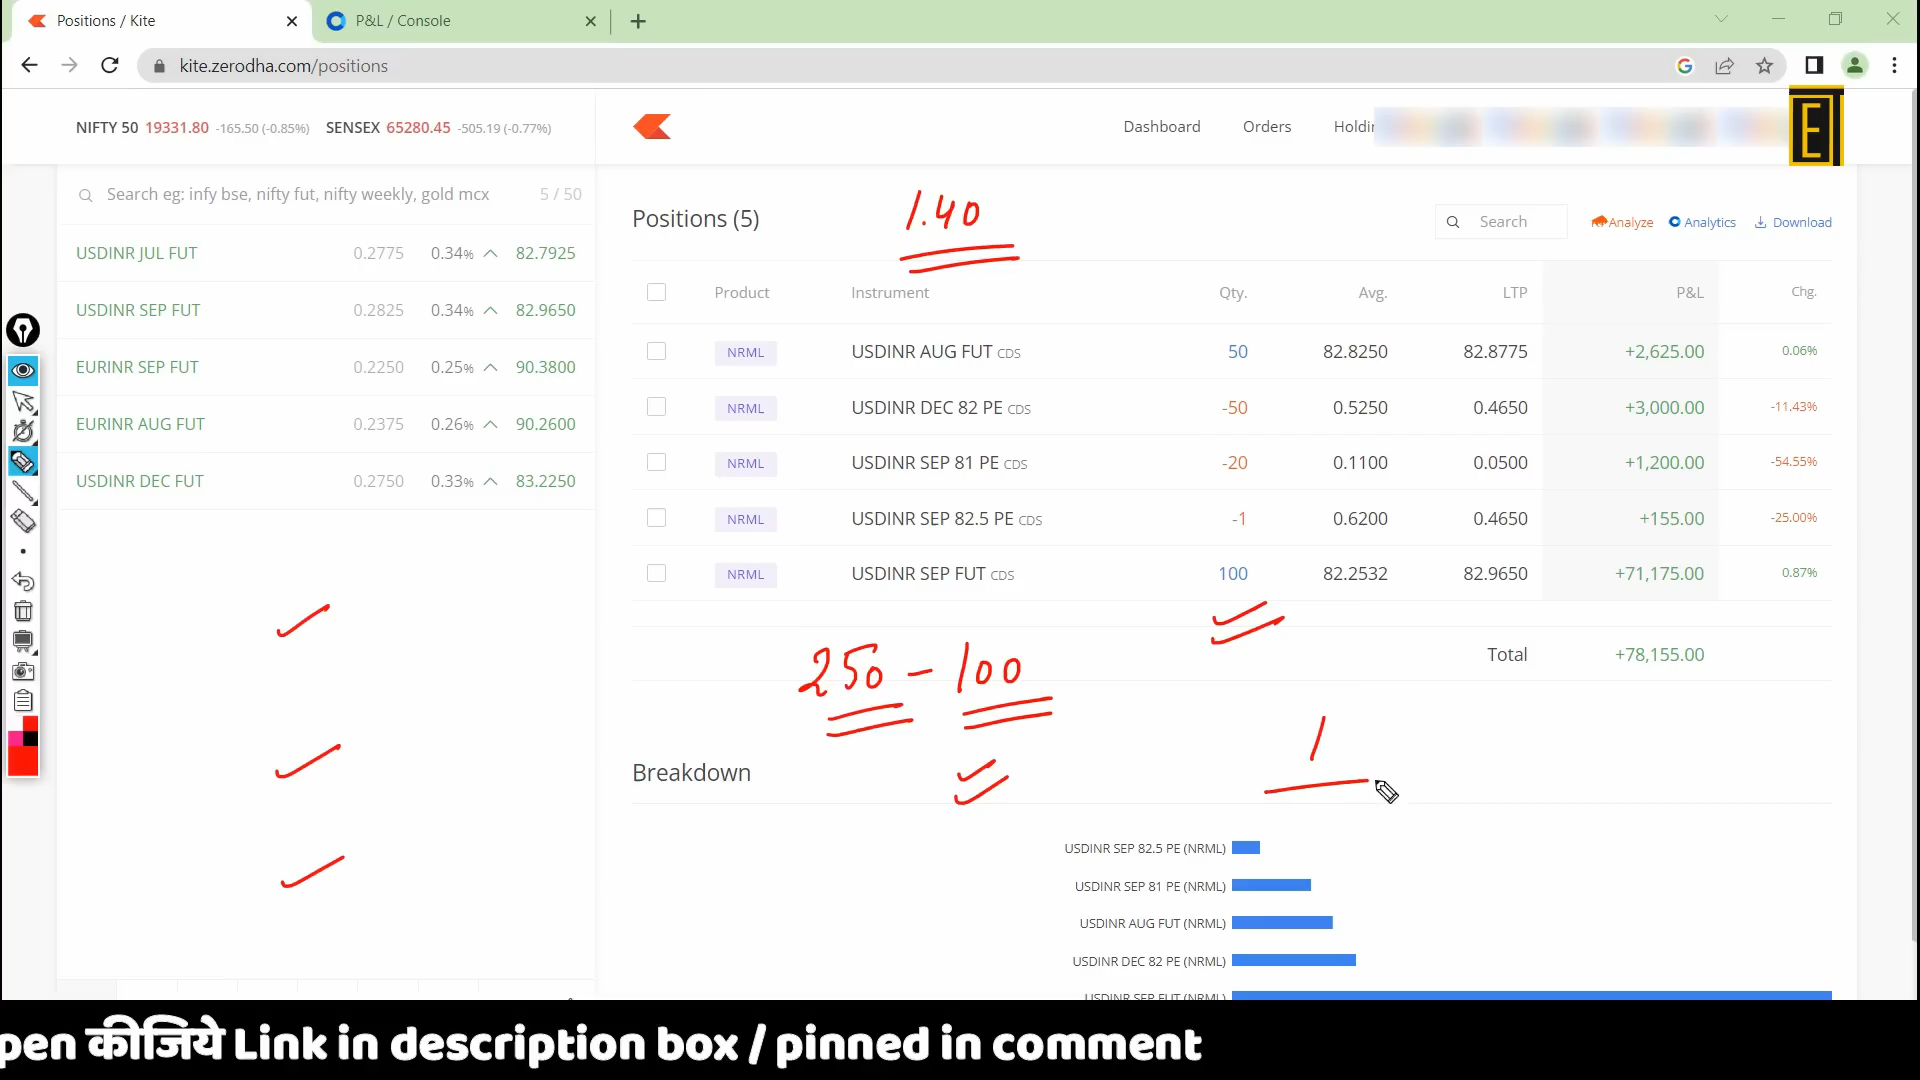 Positions / Kite
P&L / Console
kite.zerodha.com/positions
NIFTY 50 19331.80 -165.50 (-0.85%) SENSEX 65280.45 -505.19 (-0.77%)
Dashboard Orders Holdin
E
Search eg: infy bse, nifty fut, nifty weekly, gold mcx 5 / 50
USDINR JUL FUT 0.2775 0.34% 82.7925
USDINR SEP FUT 0.2825 0.34% 82.9650
EURINR SEP FUT 0.2250 0.25% 90.3800
EURINR AUG FUT 0.2375 0.26% 90.2600
USDINR DEC FUT 0.2750 0.33% 83.2250
Positions (5) 1.40 Search Analyze Analytics Download
Product Instrument Qty. Avg. LTP P&L Chg.
NRML USDINR AUG FUT CDS 50 82.8250 82.8775 +2,625.00 0.06%
NRML USDINR DEC 82 PE CDS -50 0.5250 0.4650 +3,000.00 -11.43%
NRML USDINR SEP 81 PE CDS -20 0.1100 0.0500 +1,200.00 -54.55%
NRML USDINR SEP 82.5 PE CDS -1 0.6200 0.4650 +155.00 -25.00%
NRML USDINR SEP FUT CDS 100 82.2532 82.9650 +71,175.00 0.87%
250 - 100
Total +78,155.00
1
Breakdown
USDINR SEP 82.5 PE (NRML)
USDINR SEP 81 PE (NRML)
USDINR AUG FUT (NRML)
USDINR DEC 82 PE (NRML)
USDINR SEP FUT (NRML)
pen कीजिये Link in description box / pinned in comment